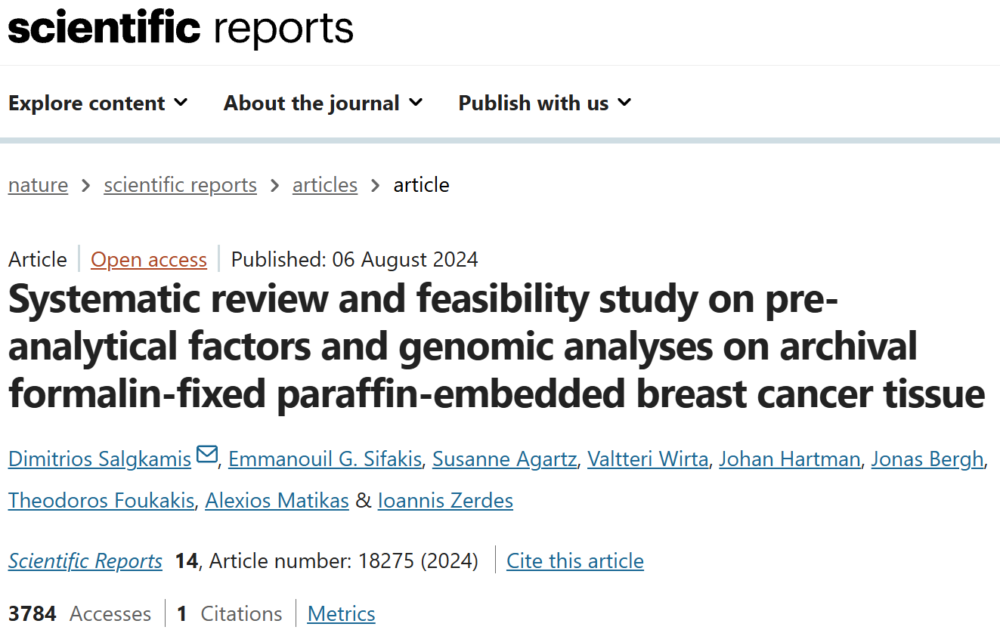 scientific reports
Explore content About the journal Publish with us
nature > scientific reports > articles > article
Article Open access Published: 06 August 2024
Systematic review and feasibility study on pre-
analytical factors and genomic analyses on archival
formalin-fixed paraffin-embedded breast cancer tissue
Dimitrios Salgkamis, Emmanouil G. Sifakis, Susanne Agartz, Valtteri Wirta, Johan Hartman, Jonas Bergh,
Theodoros Foukakis, Alexios Matikas & Ioannis Zerdes
Scientific Reports 14, Article number: 18275 (2024) Cite this article
3784 Accesses 1 Citations Metrics